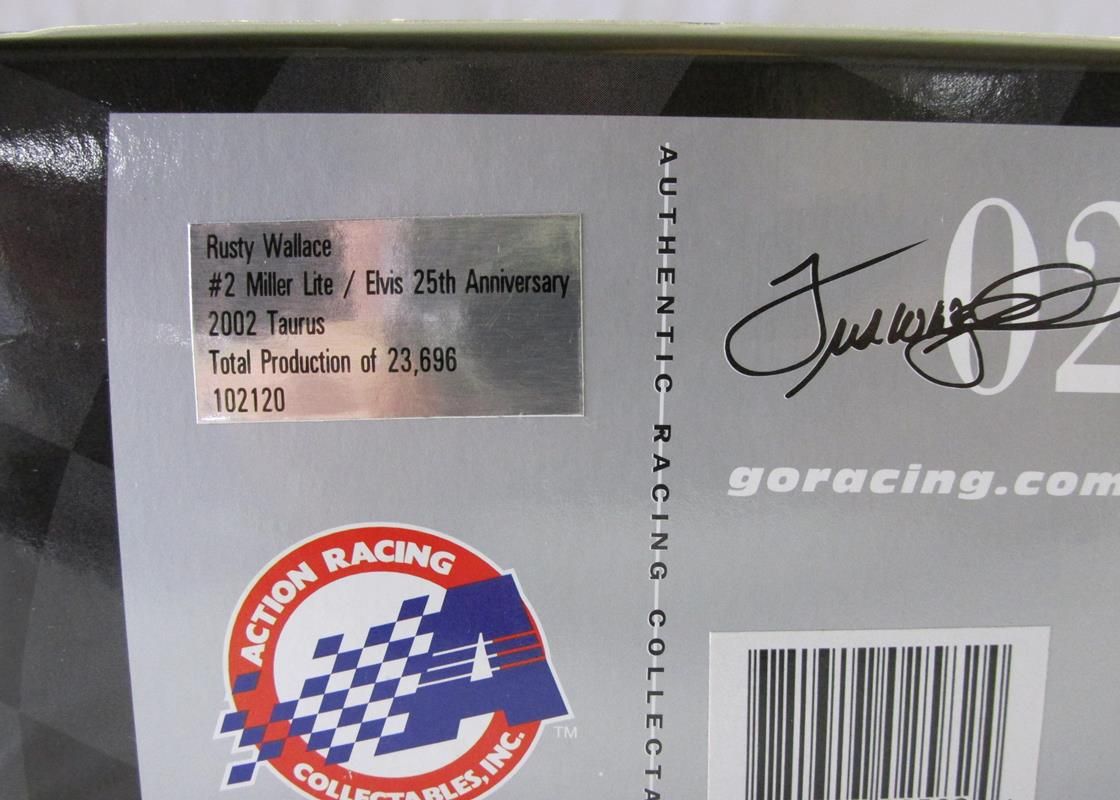 Rusty Wallace
#2 Miller Lite / Elvis 25th Anniversary
2002 Taurus
Total Production of 23,696
102120
AUTHENTIC RACING COLLECTA
02
goracing.com
ACTION RACING
COLLECTABLES, INC.
TM